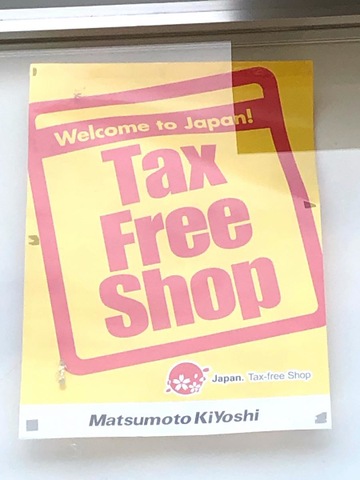 Welcome to Japan!
Tax
Free
Shop
Japan. Tax-free Shop
Matsumoto KiYoshi